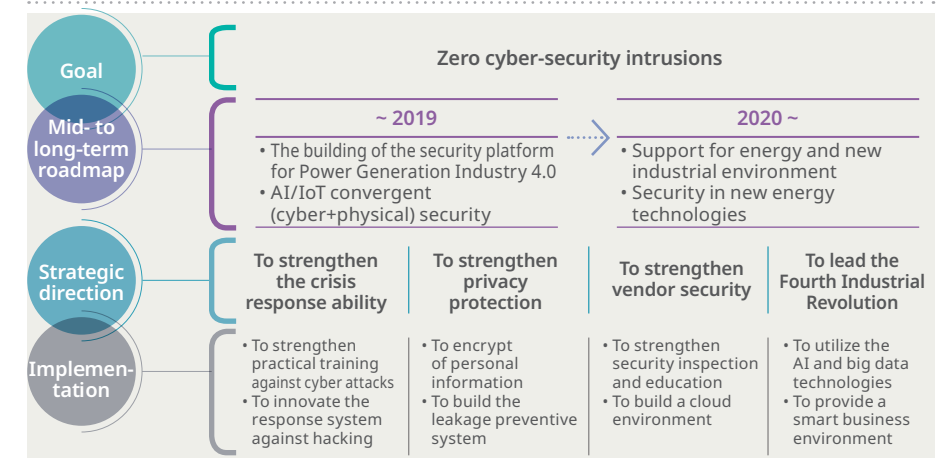 Goal
Zero cyber-security intrusions
Mid- to
long-term
roadmap
~ 2019
• The building of the security platform
for Power Generation Industry 4.0
• AI/IoT convergent
(cyber+physical) security
2020 ~
• Support for energy and new
industrial environment
• Security in new energy
technologies
Strategic
direction
To strengthen
the crisis
response ability
To strengthen
privacy
protection
To strengthen
vendor security
To lead the
Fourth Industrial
Revolution
Implemen-
tation
• To strengthen
practical training
against cyber attacks
• To innovate the
response system
against hacking
• To encrypt
of personal
information
• To build the
leakage preventive
system
• To strengthen
security inspection
and education
• To build a cloud
environment
• To utilize the
AI and big data
technologies
• To provide a
smart business
environment